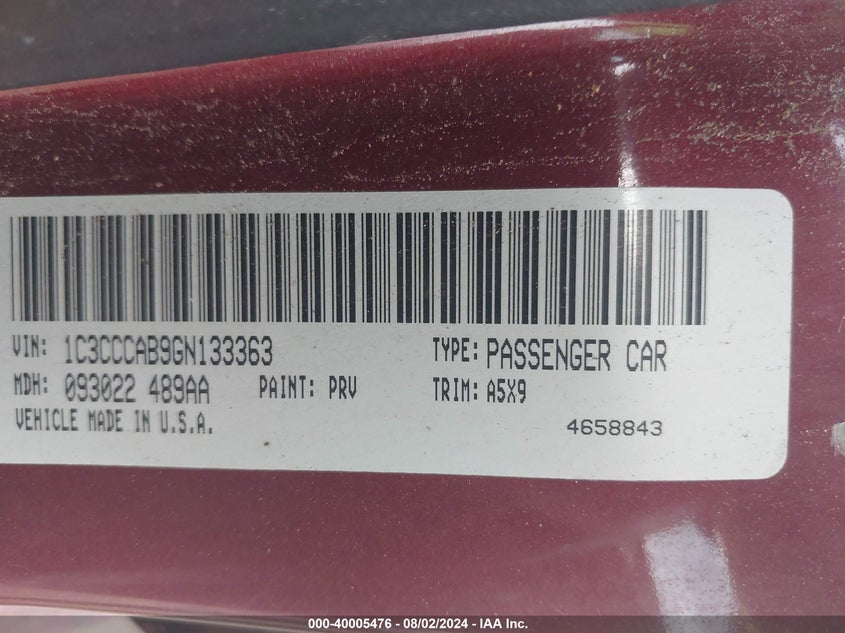 VIN: 1C3CCCAB9GN133363 TYPE: PASSENGER CAR
MDH: 093022 489AA PAINT: PRV TRIM: A5X9
VEHICLE MADE IN U.S.A. 4658843
000-40005476 - 08/02/2024 - IAA Inc.